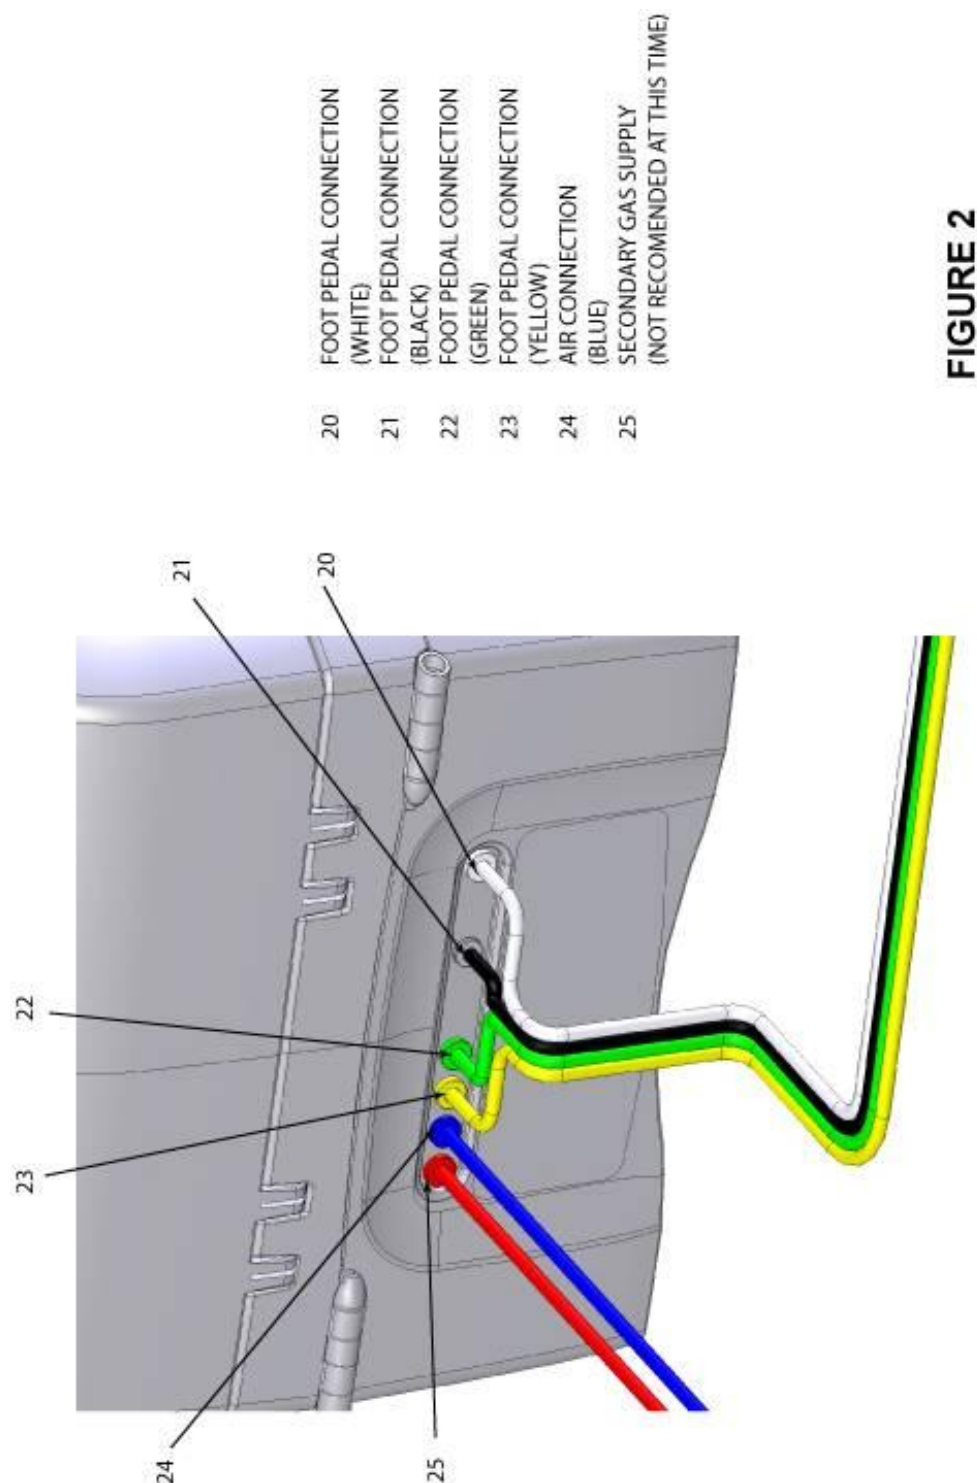 21
20
22
23
24
25
20 FOOT PEDAL CONNECTION
(WHITE)
21 FOOT PEDAL CONNECTION
(BLACK)
22 FOOT PEDAL CONNECTION
(GREEN)
23 FOOT PEDAL CONNECTION
(YELLOW)
24 AIR CONNECTION
(BLUE)
25 SECONDARY GAS SUPPLY
(NOT RECOMENDED AT THIS TIME)
FIGURE 2